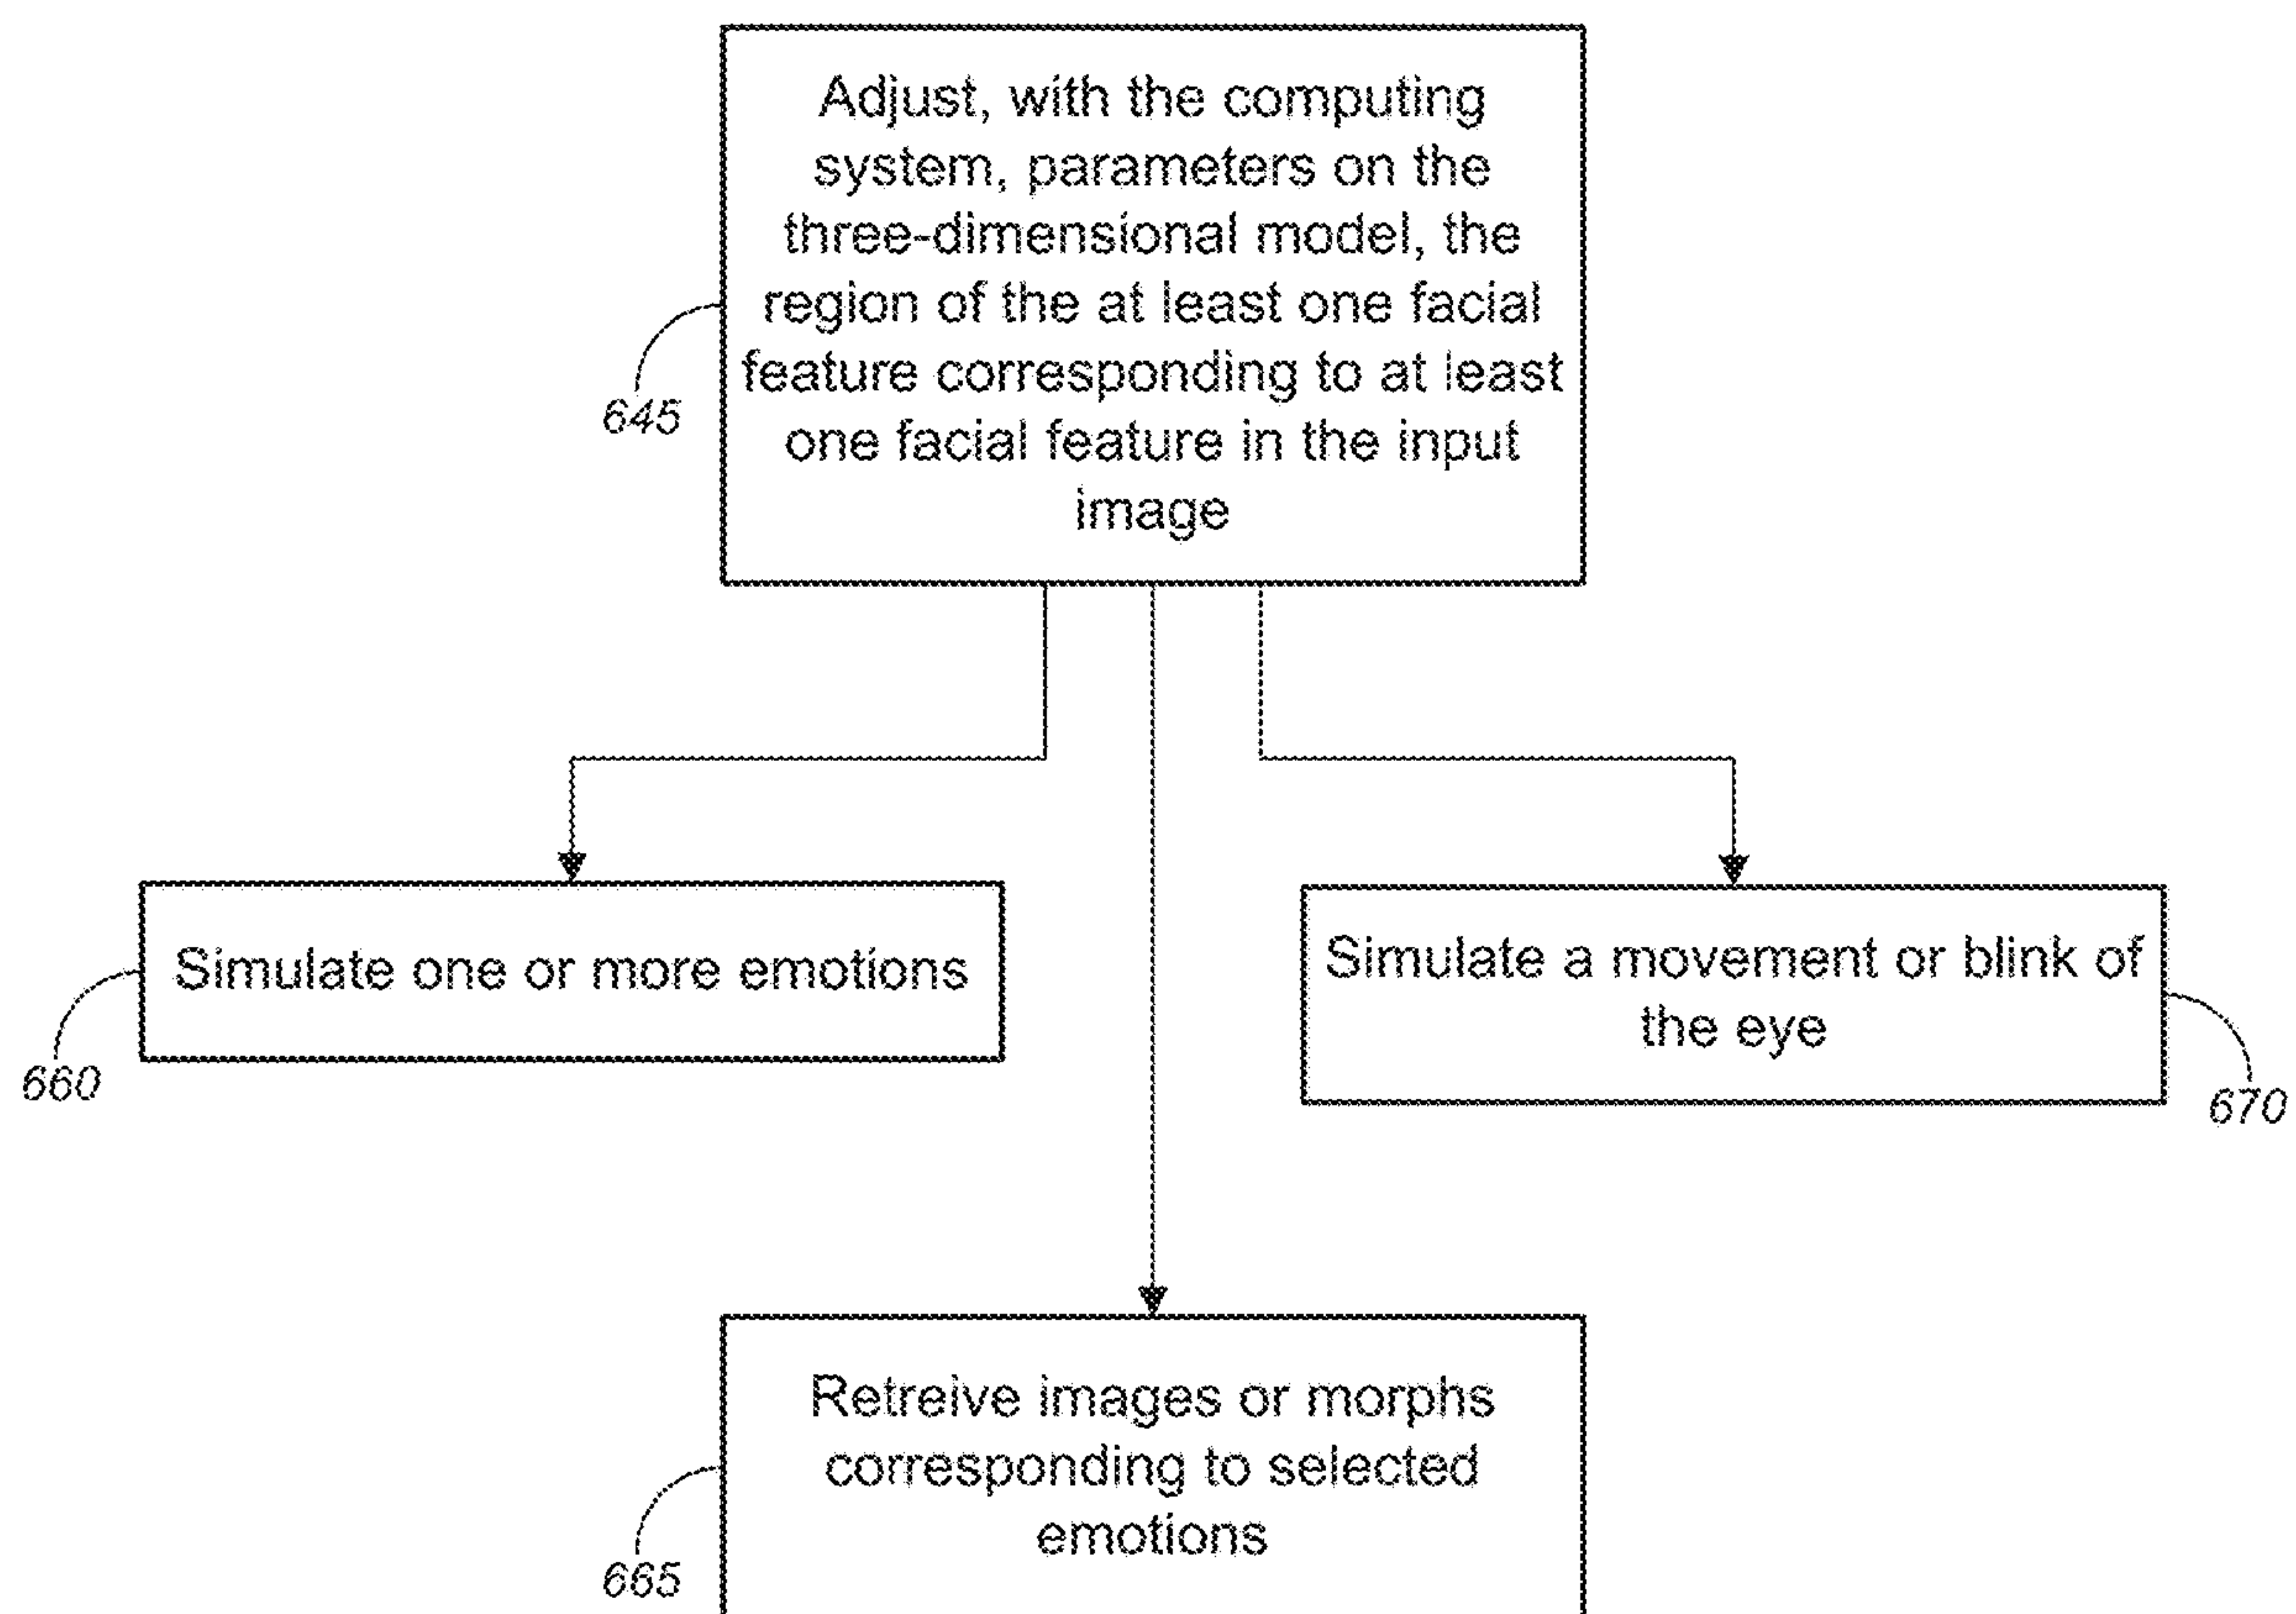 Adjust, with the computing
system, parameters on the
three-dimensional model, the
region of the at least one facial
feature corresponding to at least
one facial feature in the input
image
645
Simulate one or more emotions
660
Simulate a movement or blink of
the eye
670
Retreive images or morphs
corresponding to selected
emotions
665